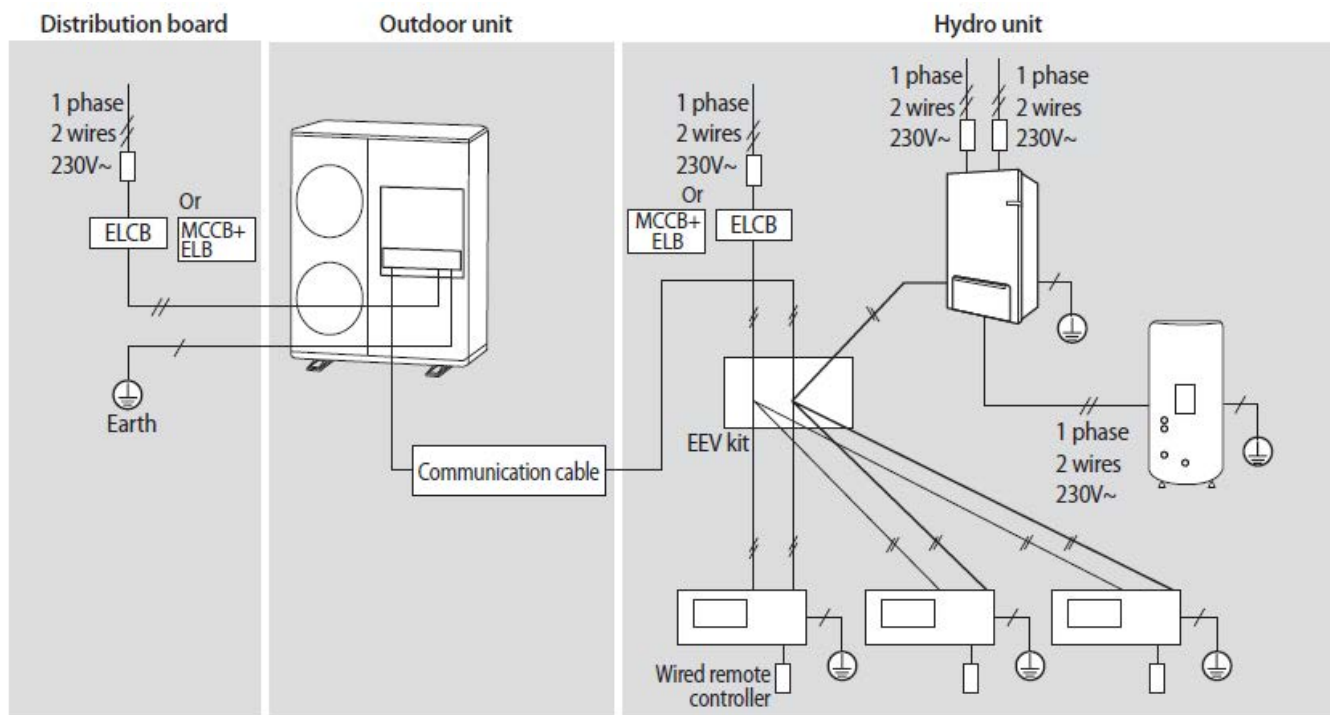 Distribution board
Outdoor unit
Hydro unit
1 phase
2 wires
230V~
Or
ELCB
MCCB+
ELB
Earth
Communication cable
1 phase
2 wires
230V~
Or
MCCB+
ELB
ELCB
EEV kit
1 phase
2 wires
230V~
1 phase
2 wires
230V~
1 phase
2 wires
230V~
Wired remote
controller